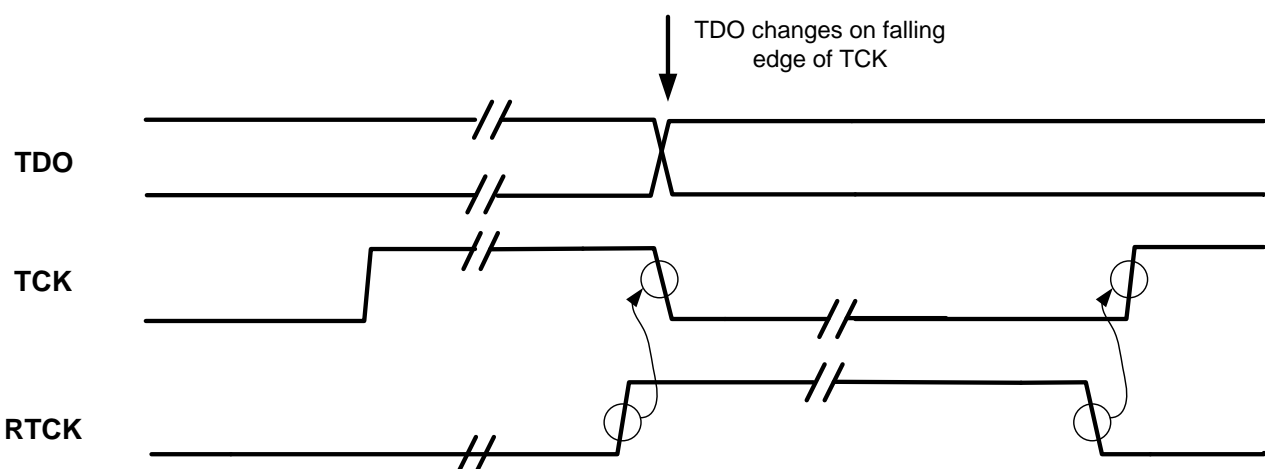 TDO changes on falling
edge of TCK
TDO
TCK
RTCK